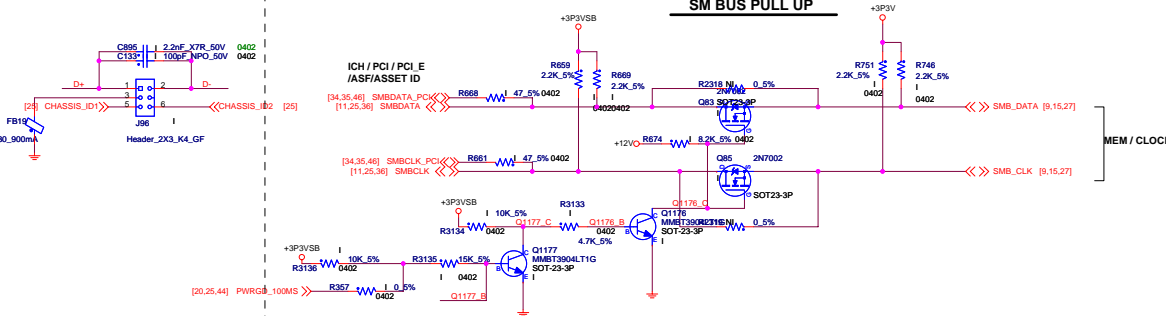 SM BUS PULL UP
+3P3VSB
+3P3V
C895 I 2.2nF_X7R_50V 0402
C133 I 100pF_NPO_50V 0402
D+
D-
1 2
3 4
5 6
[25] CHASSIS_ID1
CHASSIS_ID2 [25]
FB19
J96
I
Header_2X3_K4_GF
ICH / PCI / PCI_E
/ASF/ASSET ID
R659
2.2K_5%
R669
2.2K_5%
I
0402 0402
R751
2.2K_5%
I
0402
R746
2.2K_5%
I
0402
[34,35,46] SMBDATA_PCI
R668 I 47_5% 0402
[11,25,36] SMBDATA
R2318 NI 0_5%
2N7002
Q83 SOT23-3P
G
SMB_DATA [9,15,27]
+12V
R674 I 8.2K_5% 0402
MEM / CLOCK
[34,35,46] SMBCLK_PCI
R661 I 47_5% 0402
[11,25,36] SMBCLK
Q85 2N7002
I
D S
G
SOT23-3P
SMB_CLK [9,15,27]
+3P3VSB
R3134 I 10K_5% 0402
Q1177_C
R3133 I 0402 4.7K_5%
Q1176_B
Q1176_C
Q1176
MMBT3904LT1G
SOT-23-3P
I
B C E
R2319 NI 0_5%
+3P3VSB
R3136 I 10K_5% 0402
R3135 15K_5%
I 0402
Q1177
MMBT3904LT1G
SOT-23-3P
I
B C E
[20,25,44] PWRGD_100MS
R357 I 0_5% 0402
Q1177_B